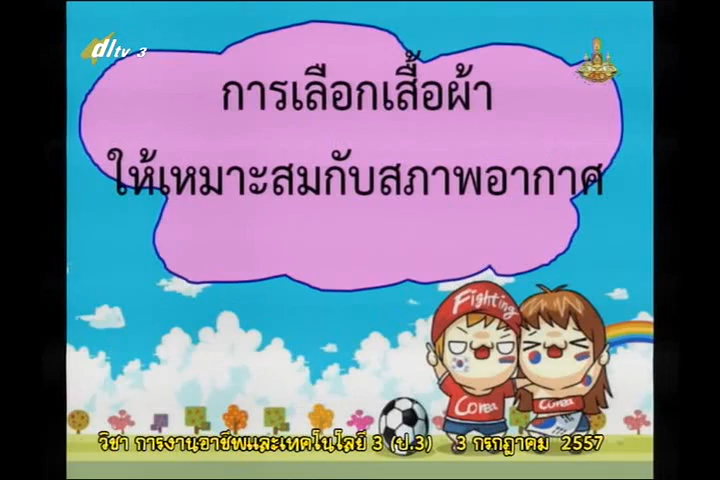 dltv 3
การเลือกเสื้อผ้า
ให้เหมาะสมกับสภาพอากาศ
Fighting
Corea
Corea
วิชา การงานอาชีพและเทคโนโลยี 3 (ป.3) 3 กรกฎาคม 2557